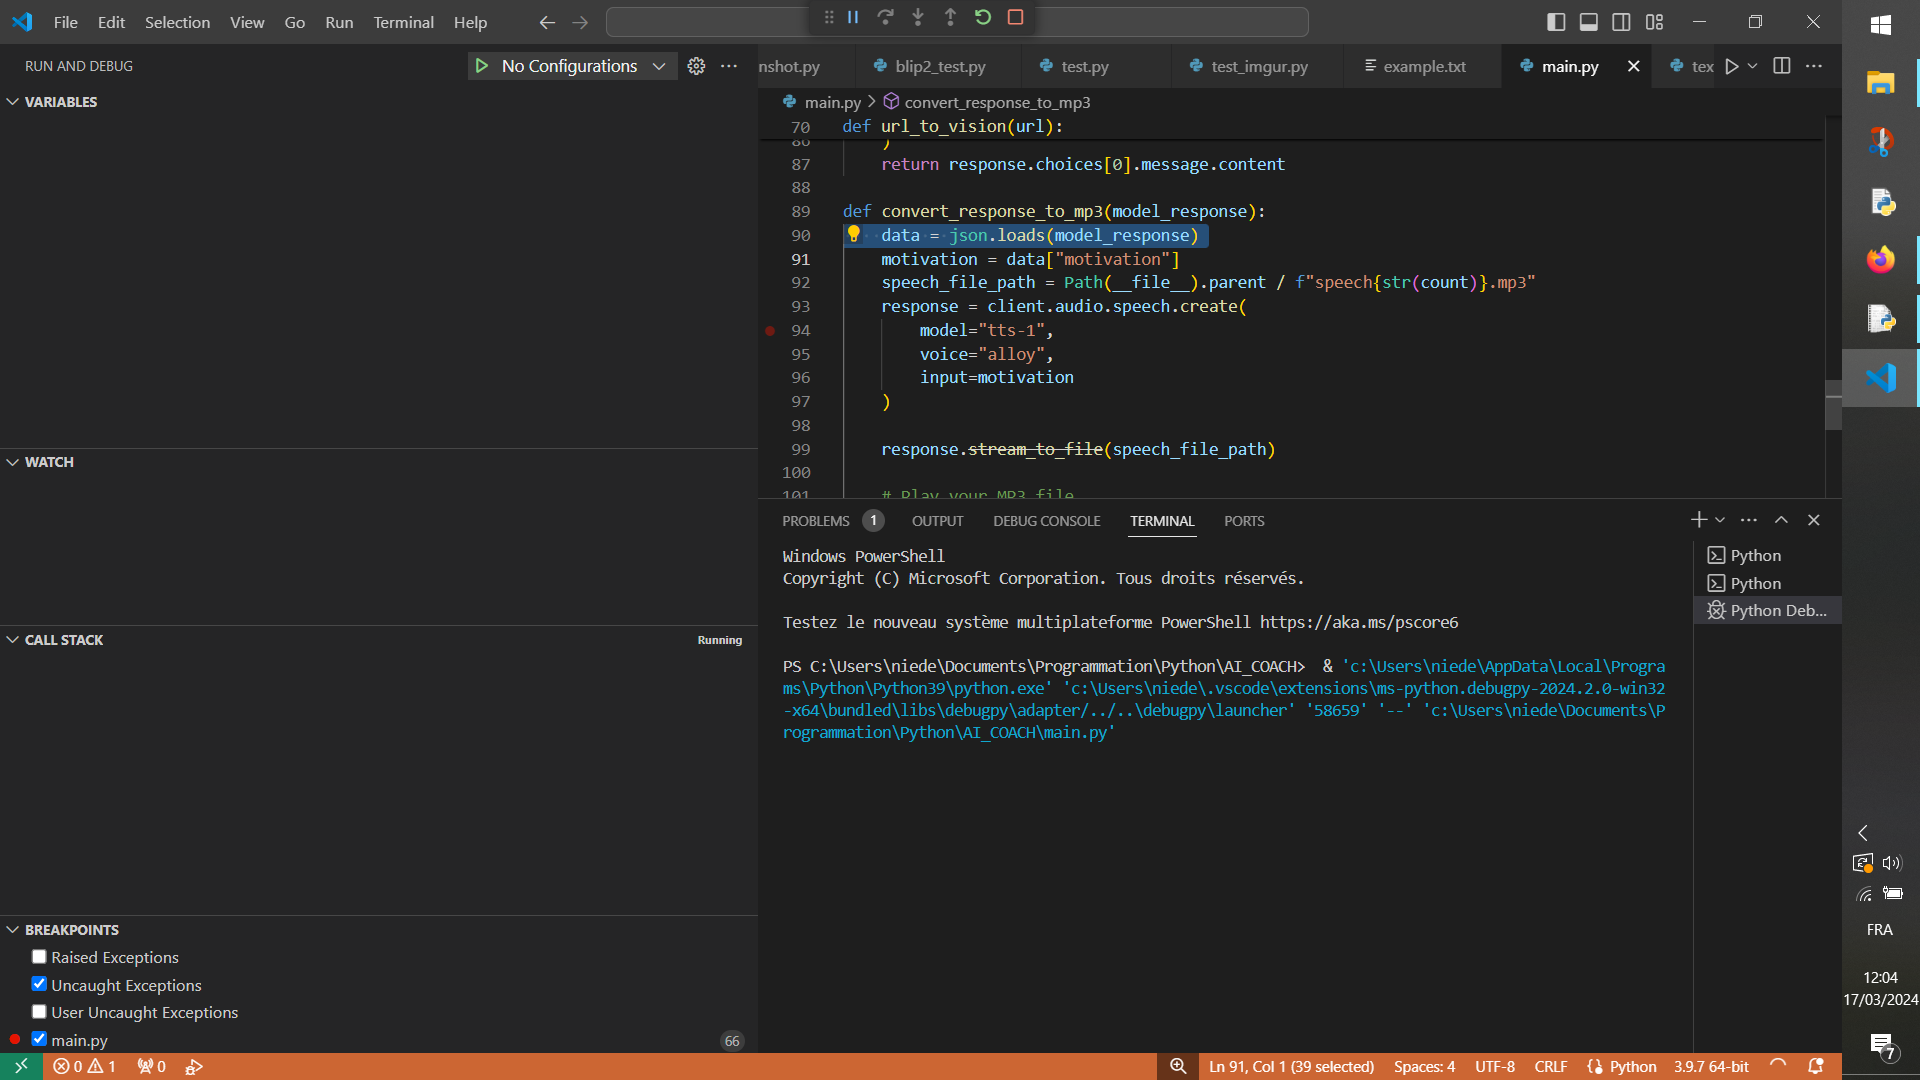 File Edit Selection View Go Run Terminal Help
RUN AND DEBUG
No Configurations
nshot.py blip2_test.py test.py test_imgur.py example.txt main.py tex
VARIABLES
WATCH
CALL STACK
Running
BREAKPOINTS
Raised Exceptions
Uncaught Exceptions
User Uncaught Exceptions
main.py
66
main.py > convert_response_to_mp3
70 def url_to_vision(url):
86 )
87 return response.choices[0].message.content
88
89 def convert_response_to_mp3(model_response):
90 data = json.loads(model_response)
91 motivation = data["motivation"]
92 speech_file_path = Path(__file__).parent / f"speech{str(count)}.mp3"
93 response = client.audio.speech.create(
94 model="tts-1",
95 voice="alloy",
96 input=motivation
97 )
98
99 response.stream_to_file(speech_file_path)
100
101 # Play your MP3 file
PROBLEMS 1 OUTPUT DEBUG CONSOLE TERMINAL PORTS
Windows PowerShell
Copyright (C) Microsoft Corporation. Tous droits réservés.
Testez le nouveau système multiplateforme PowerShell https://aka.ms/pscore6
PS C:\Users\niede\Documents\Programmation\Python\AI_COACH> & 'c:\Users\niede\AppData\Local\Progra
ms\Python\Python39\python.exe' 'c:\Users\niede\.vscode\extensions\ms-python.debugpy-2024.2.0-win32
-x64\bundled\libs\debugpy\adapter/../..\debugpy\launcher' '58659' '--' 'c:\Users\niede\Documents\P
rogrammation\Python\AI_COACH\main.py'
Python
Python
Python Deb...
0 1 0
Ln 91, Col 1 (39 selected) Spaces: 4 UTF-8 CRLF Python 3.9.7 64-bit
FRA
12:04
17/03/2024
7